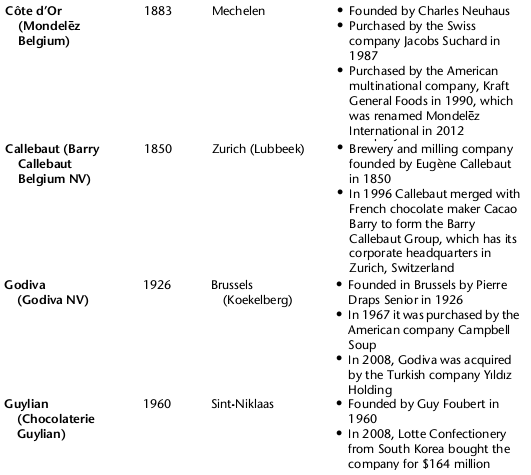 Côte d’Or 1883 Mechelen • Founded by Charles Neuhaus
(Mondelēz • Purchased by the Swiss
Belgium) company Jacobs Suchard in
1987
• Purchased by the American
multinational company, Kraft
General Foods in 1990, which
was renamed Mondelēz
International in 2012
Callebaut (Barry 1850 Zurich (Lubbeek) • Brewery and milling company
Callebaut founded by Eugène Callebaut
Belgium NV) in 1850
• In 1996 Callebaut merged with
French chocolate maker Cacao
Barry to form the Barry
Callebaut Group, which has its
corporate headquarters in
Zurich, Switzerland
Godiva 1926 Brussels • Founded in Brussels by Pierre
(Godiva NV) (Koekelberg) Draps Senior in 1926
• In 1967 it was purchased by the
American company Campbell
Soup
• In 2008, Godiva was acquired
by the Turkish company Yıldız
Holding
Guylian 1960 Sint-Niklaas • Founded by Guy Foubert in
(Chocolaterie 1960
Guylian) • In 2008, Lotte Confectionery
from South Korea bought the
company for $164 million